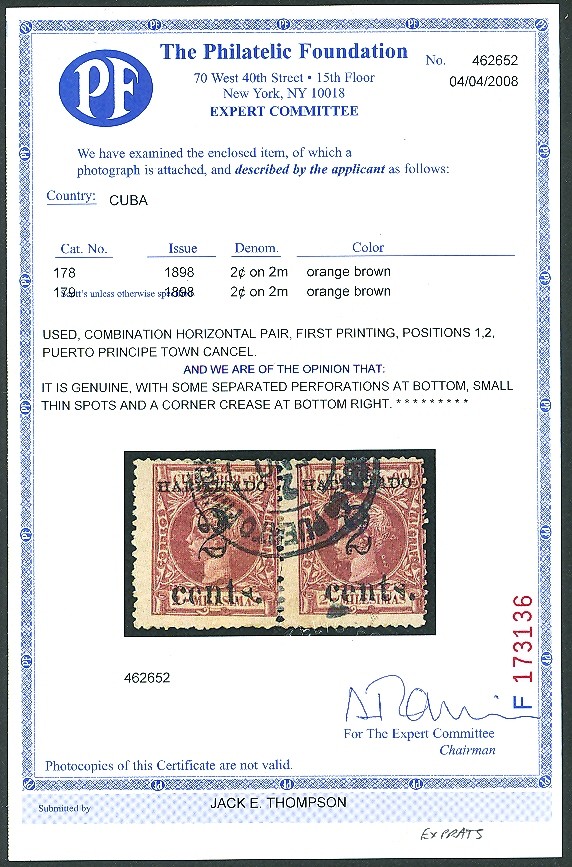 PF
The Philatelic Foundation
70 West 40th Street • 15th Floor
New York, NY 10018
EXPERT COMMITTEE
No. 462652
04/04/2008
We have examined the enclosed item, of which a
photograph is attached, and described by the applicant as follows:
Country: CUBA
Cat. No. Issue Denom. Color
178 1898 2¢ on 2m orange brown
179 1898 2¢ on 2m orange brown
Scott's unless otherwise specified
USED, COMBINATION HORIZONTAL PAIR, FIRST PRINTING, POSITIONS 1,2,
PUERTO PRINCIPE TOWN CANCEL.
AND WE ARE OF THE OPINION THAT:
IT IS GENUINE, WITH SOME SEPARATED PERFORATIONS AT BOTTOM, SMALL
THIN SPOTS AND A CORNER CREASE AT BOTTOM RIGHT. * * * * * * * * *
HABILITADO HABILITADO
2 2
cents. cents.
462652
F 173136
For The Expert Committee
Chairman
Photocopies of this Certificate are not valid.
Submitted by JACK E. THOMPSON
EX PRATS